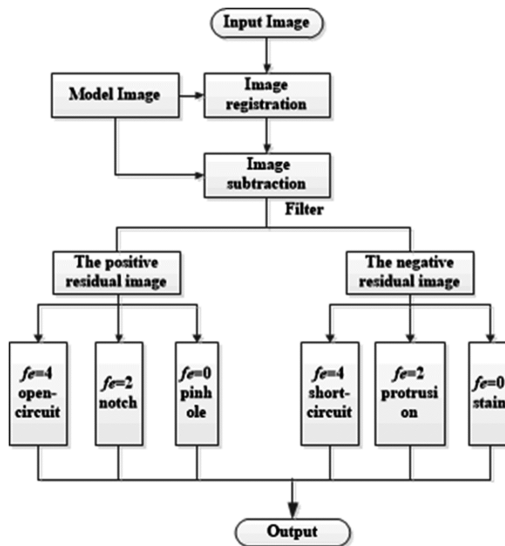 Input Image
Model Image
Image
registration
Image
subtraction
Filter
The positive
residual image
The negative
residual image
fe=4
open-
circuit
fe=2
notch
fe=0
pinh
ole
fe=4
short-
circuit
fe=2
protrusi
on
fe=0
stain
Output